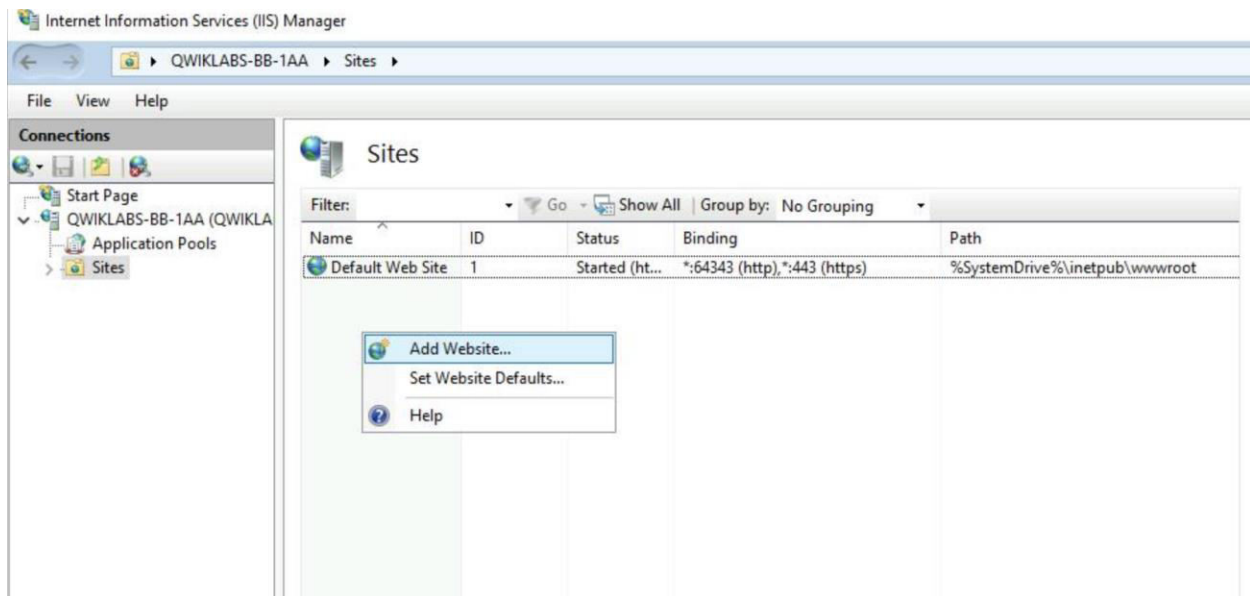 Internet Information Services (IIS) Manager
QWIKLABS-BB-1AA Sites
File View Help
Connections
Start Page
QWIKLABS-BB-1AA (QWIKLA
Application Pools
Sites
Sites
Filter: Go Show All Group by: No Grouping
Name ID Status Binding Path
Default Web Site 1 Started (ht... *:64343 (http),*:443 (https) %SystemDrive%\inetpub\wwwroot
Add Website...
Set Website Defaults...
Help